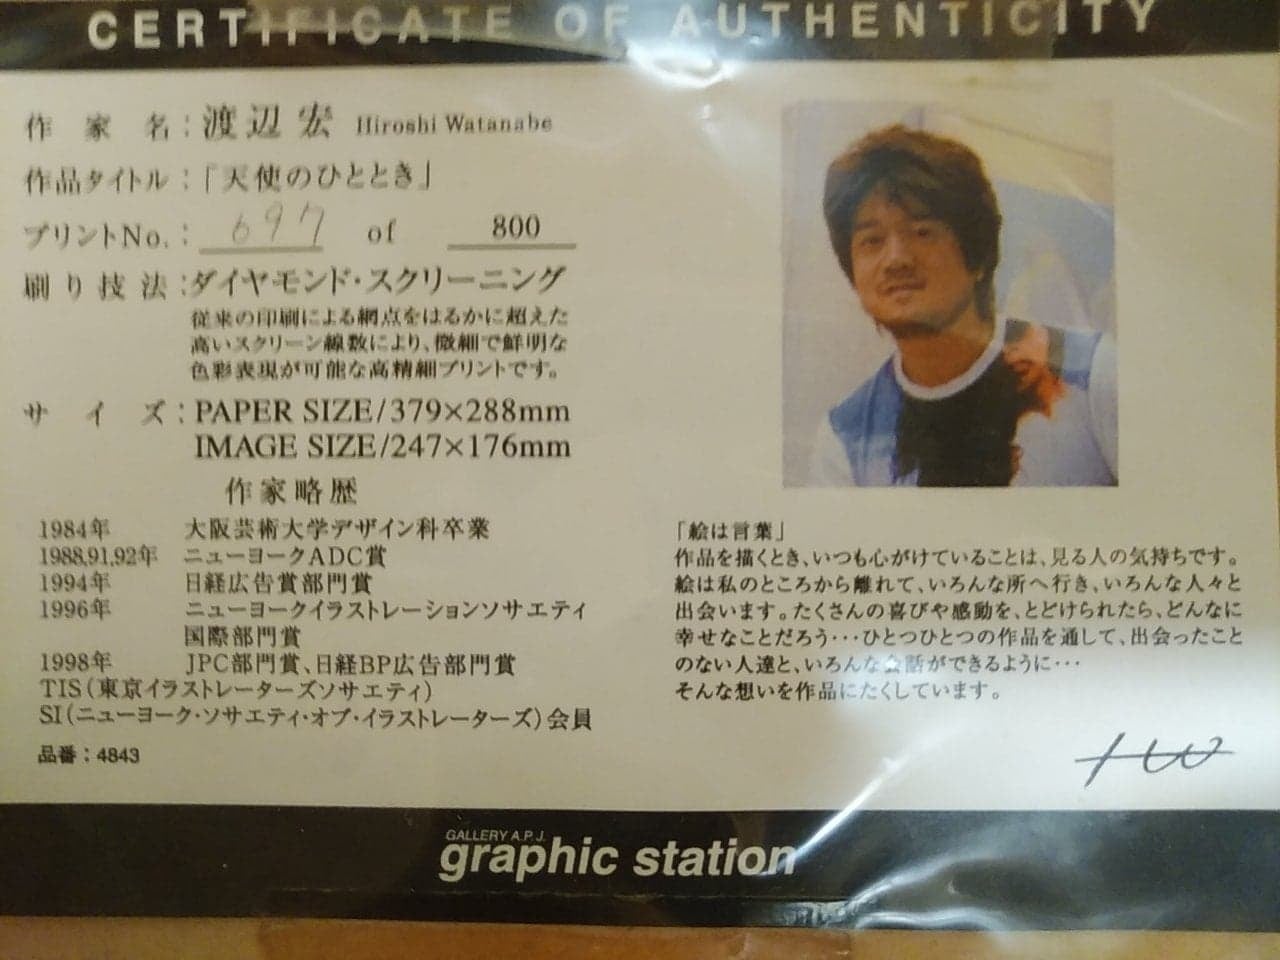 CERTIFICATE OF AUTHENTICITY
作家名：渡辺宏 Hiroshi Watanabe
作品タイトル：「天使のひととき」
プリントNo.：697 of 800
刷り技法：ダイヤモンド・スクリーニング
従来の印刷による網点をはるかに超えた
高いスクリーン線数により、微細で鮮明な
色彩表現が可能な高精細プリントです。
サイズ：PAPER SIZE/379×288mm
IMAGE SIZE/247×176mm
作家略歴
1984年 大阪芸術大学デザイン科卒業
1988,91,92年 ニューヨークADC賞
1994年 日経広告賞部門賞
1996年 ニューヨークイラストレーションソサエティ
国際部門賞
1998年 JPC部門賞、日経BP広告部門賞
TIS（東京イラストレーターズソサエティ）
SI（ニューヨーク・ソサエティ・オブ・イラストレーターズ）会員
品番：4843
「絵は言葉」
作品を描くとき、いつも心がけていることは、見る人の気持ちです。
絵は私のところから離れて、いろんな所へ行き、いろんな人々と
出会います。たくさんの喜びや感動を、とどけられたら、どんなに
幸せなことだろう･･･ひとつひとつの作品を通して、出会ったこと
のない人達と、いろんな会話ができるように･･･
そんな想いを作品にたくしています。
HW
GALLERY A.P.J.
graphic station